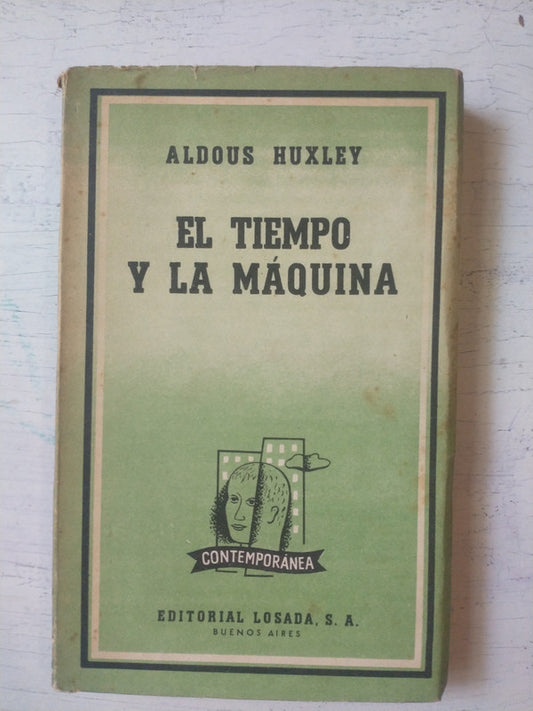 ALDOUS HUXLEY
EL TIEMPO
Y LA MÁQUINA
CONTEMPORÁNEA
EDITORIAL LOSADA, S. A.
BUENOS AIRES